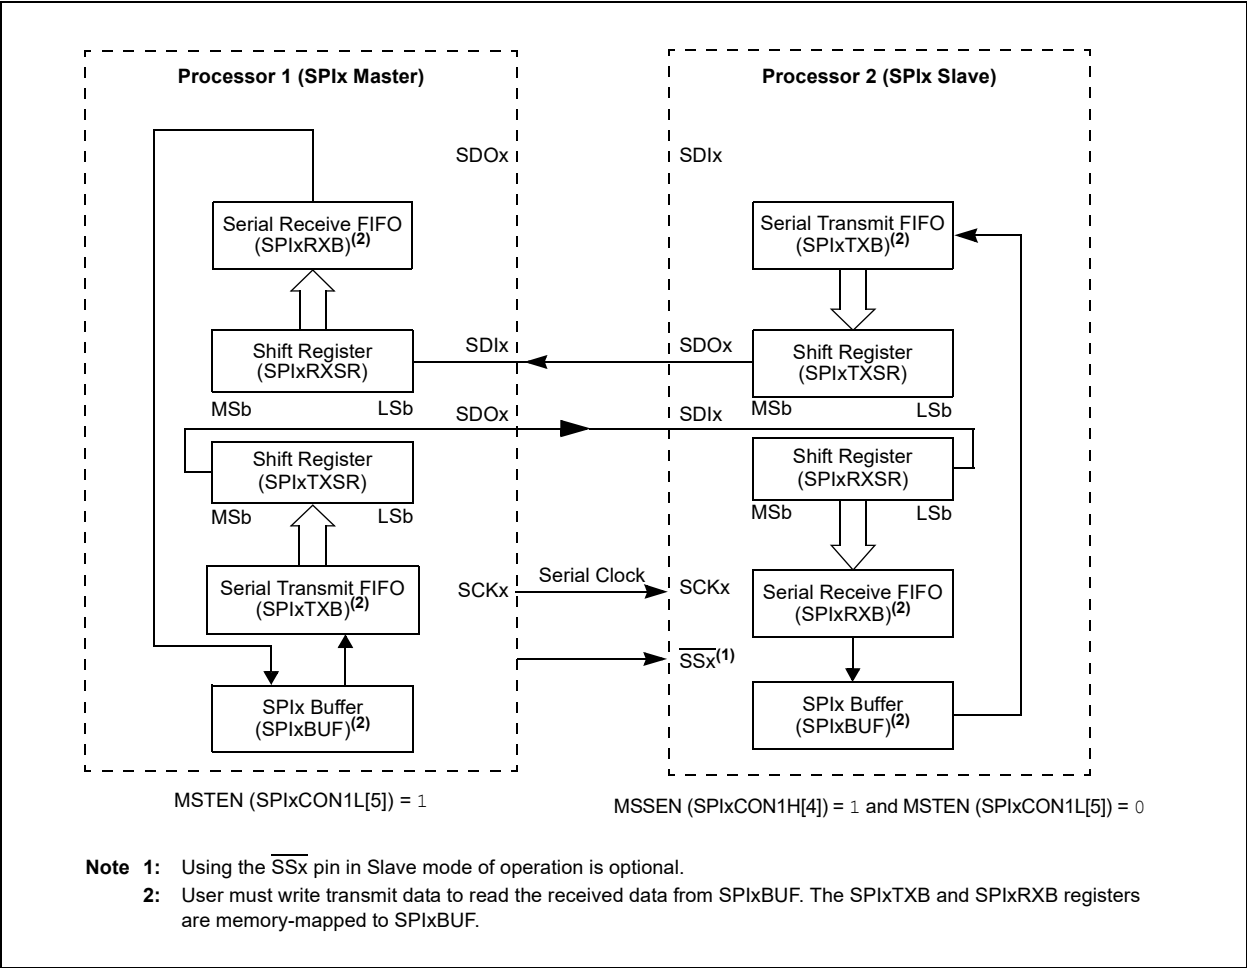 Processor 1 (SPIx Master)
SDOx
Serial Receive FIFO
(SPIxRXB)(2)
Shift Register
(SPIxRXSR)
SDIx
MSb LSb
SDOx
Shift Register
(SPIxTXSR)
MSb LSb
Serial Transmit FIFO
(SPIxTXB)(2)
SCKx
SPIx Buffer
(SPIxBUF)(2)
MSTEN (SPIxCON1L[5]) = 1
Serial Clock
Processor 2 (SPIx Slave)
SDIx
Serial Transmit FIFO
(SPIxTXB)(2)
SDOx
Shift Register
(SPIxTXSR)
MSb LSb
SDIx
Shift Register
(SPIxRXSR)
MSb LSb
SCKx
Serial Receive FIFO
(SPIxRXB)(2)
SSx(1)
SPIx Buffer
(SPIxBUF)(2)
MSSEN (SPIxCON1H[4]) = 1 and MSTEN (SPIxCON1L[5]) = 0
Note 1: Using the SSx pin in Slave mode of operation is optional.
2: User must write transmit data to read the received data from SPIxBUF. The SPIxTXB and SPIxRXB registers
are memory-mapped to SPIxBUF.